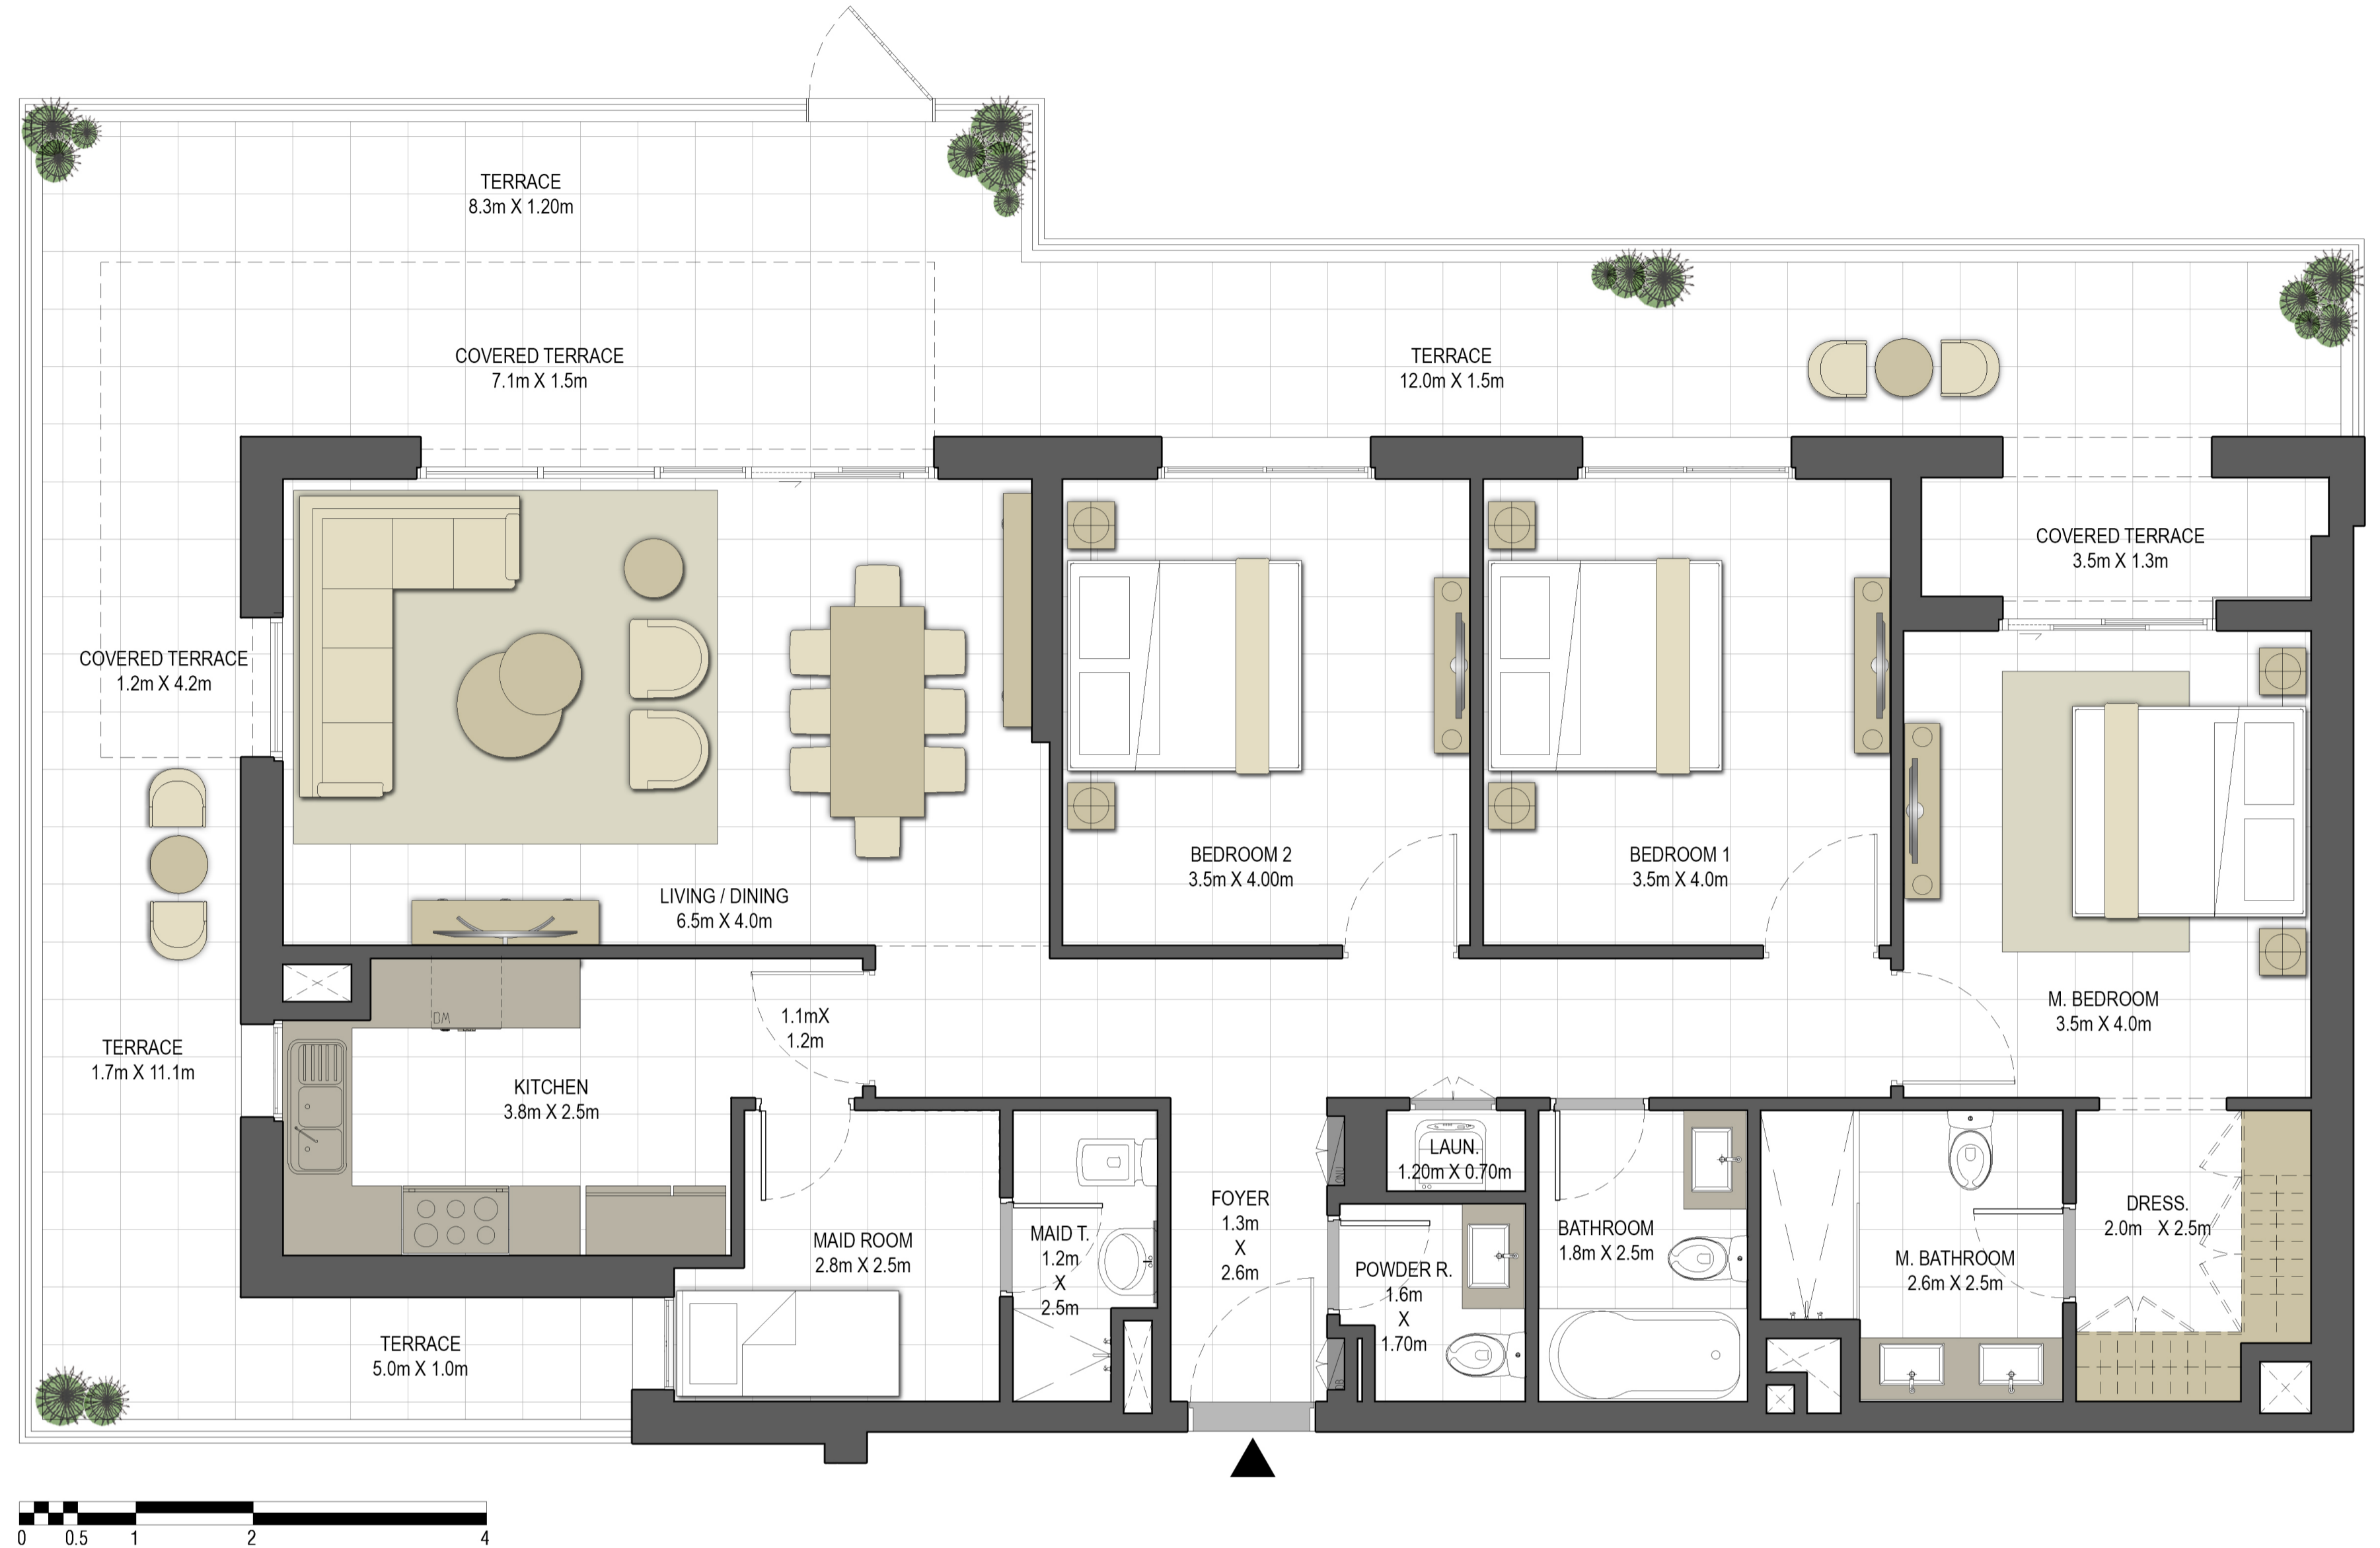 TERRACE
8.3m X 1.20m
COVERED TERRACE
7.1m X 1.5m
TERRACE
12.0m X 1.5m
COVERED TERRACE
3.5m X 1.3m
COVERED TERRACE
1.2m X 4.2m
LIVING / DINING
6.5m X 4.0m
BEDROOM 2
3.5m X 4.00m
BEDROOM 1
3.5m X 4.0m
M. BEDROOM
3.5m X 4.0m
1.1mX
1.2m
TERRACE
1.7m X 11.1m
DM
KITCHEN
3.8m X 2.5m
MAID ROOM
2.8m X 2.5m
MAID T.
1.2m
X
2.5m
FOYER
1.3m
X
2.6m
LAUN.
1.20m X 0.70m
POWDER R.
1.6m
X
1.70m
BATHROOM
1.8m X 2.5m
M. BATHROOM
2.6m X 2.5m
DRESS.
2.0m X 2.5m
TERRACE
5.0m X 1.0m
0 0.5 1 2 4